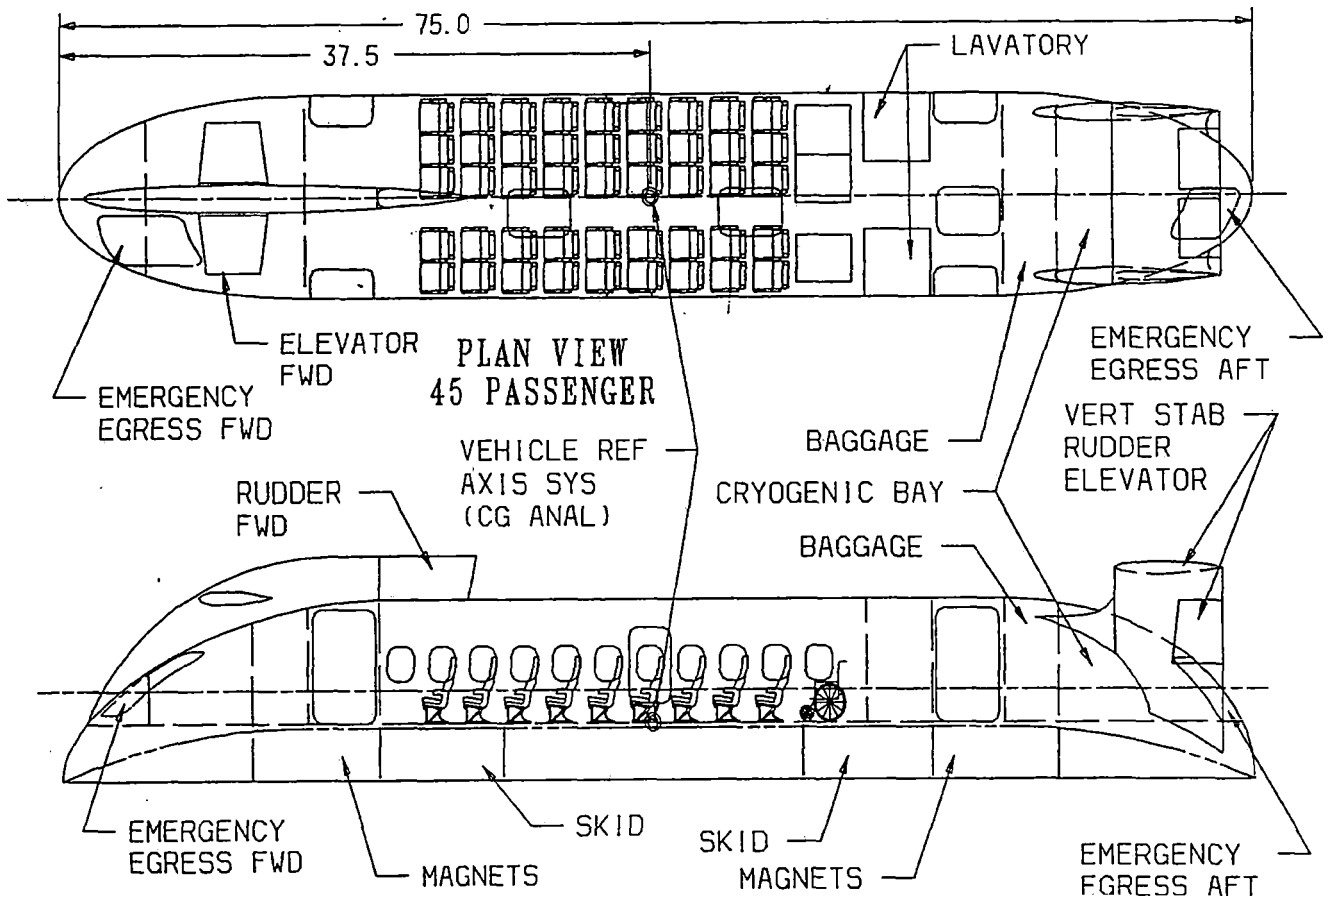 75.0
37.5
LAVATORY
ELEVATOR
FWD
PLAN VIEW
45 PASSENGER
EMERGENCY
EGRESS FWD
EMERGENCY
EGRESS AFT
VEHICLE REF
AXIS SYS
(CG ANAL)
BAGGAGE
VERT STAB
RUDDER
ELEVATOR
RUDDER
FWD
CRYOGENIC BAY
BAGGAGE
EMERGENCY
EGRESS FWD
SKID
MAGNETS
SKID
MAGNETS
EMERGENCY
EGRESS AFT